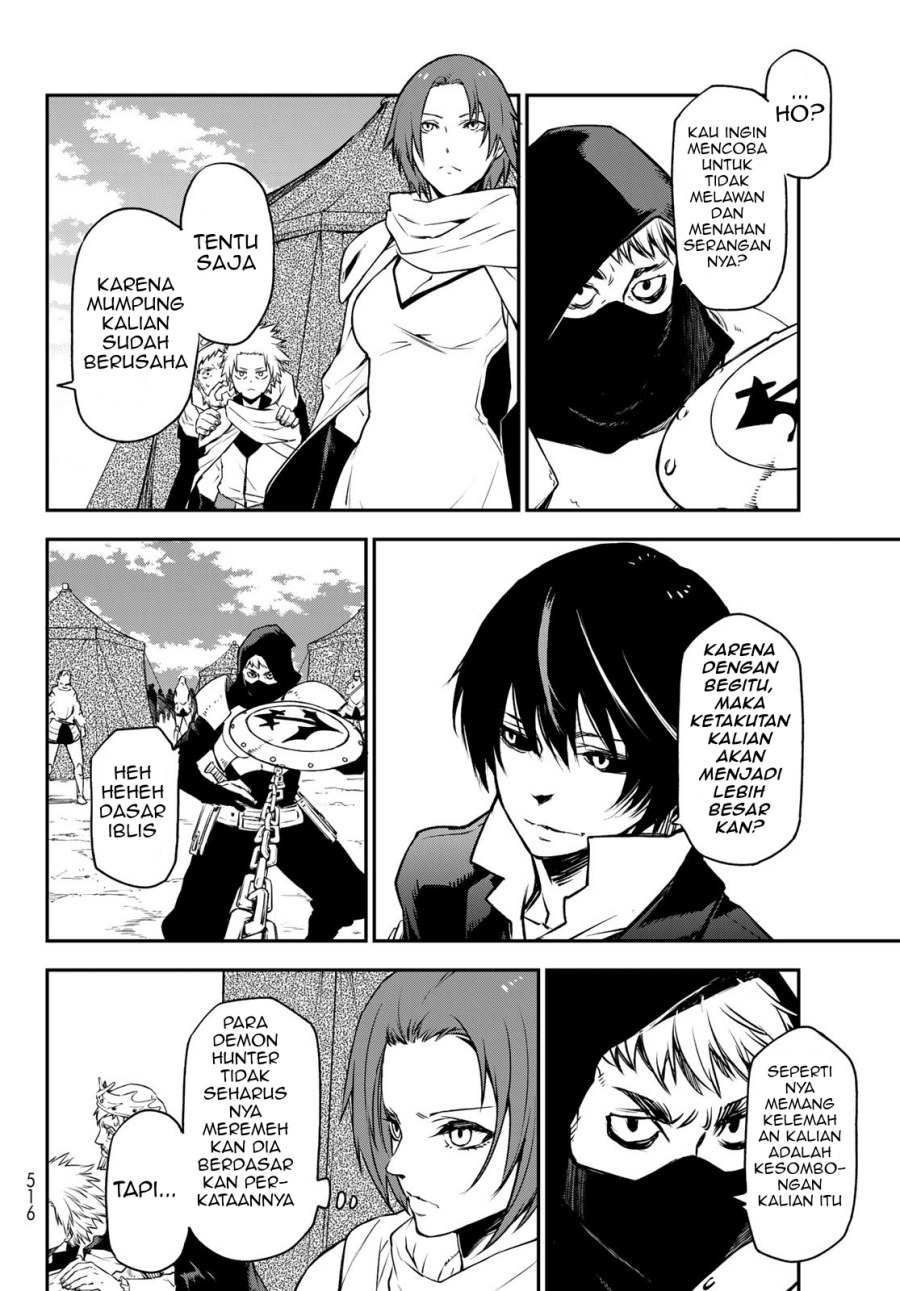 ...
HO?
KAU INGIN
MENCOBA
UNTUK
TIDAK
MELAWAN
DAN
MENAHAN
SERANGAN
NYA?
TENTU
SAJA
KARENA
MUMPUNG
KALIAN
SUDAH
BERUSAHA
KARENA
DENGAN
BEGITU,
MAKA
KETAKUTAN
KALIAN
AKAN
MENJADI
LEBIH
BESAR
KAN?
HEH
HEHEH
DASAR
IBLIS
SEPERTI
NYA
MEMANG
KELEMAH
AN KALIAN
ADALAH
KESOMBO-
NGAN
KALIAN ITU
PARA
DEMON
HUNTER
TIDAK
SEHARUS
NYA
MEREMEH
KAN DIA
BERDASAR
KAN PER-
KATAANNYA
TAPI...
516